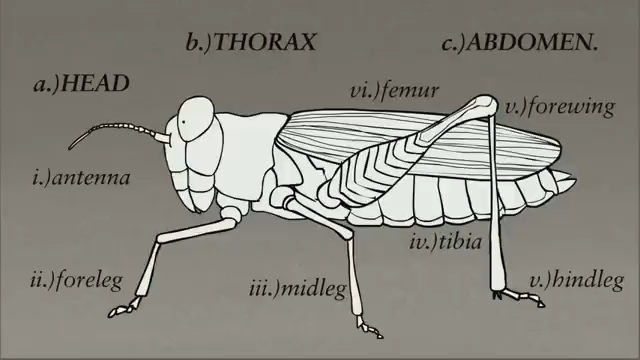 b.)THORAX
c.)ABDOMEN.
a.)HEAD
vi.)femur
v.)forewing
i.)antenna
iv.)tibia
ii.)foreleg
iii.)midleg
v.)hindleg